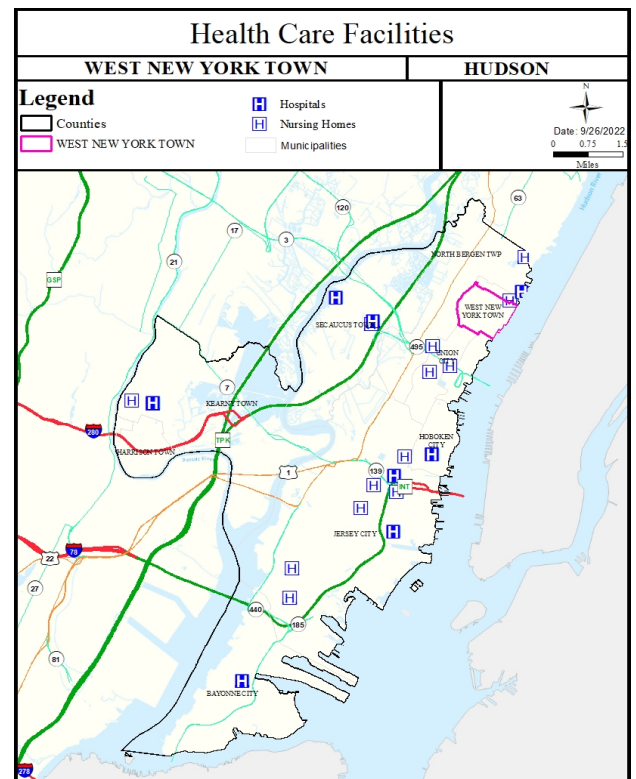 Health Care Facilities
WEST NEW YORK TOWN
HUDSON
Legend
Counties
WEST NEW YORK TOWN
H Hospitals
H Nursing Homes
Municipalities
N
Date: 9/26/2022
0 0.75 1.5
Miles
63
Hudson River
120
17
3
21
NORTH BERGEN TWP
H
GSP
H
H
H
WEST NEW
YORK TOWN
SECAUCUS TOWN
H
495
H
UNION
CITY
H
H
7
H
H
KEARNY TOWN
280
TPK
HARRISON TOWN
HOBOKEN
CITY
H
H
1
139
H
H
INT
H
H
JERSEY CITY
H
78
22
H
27
H
440
185
81
H
BAYONNE CITY
278